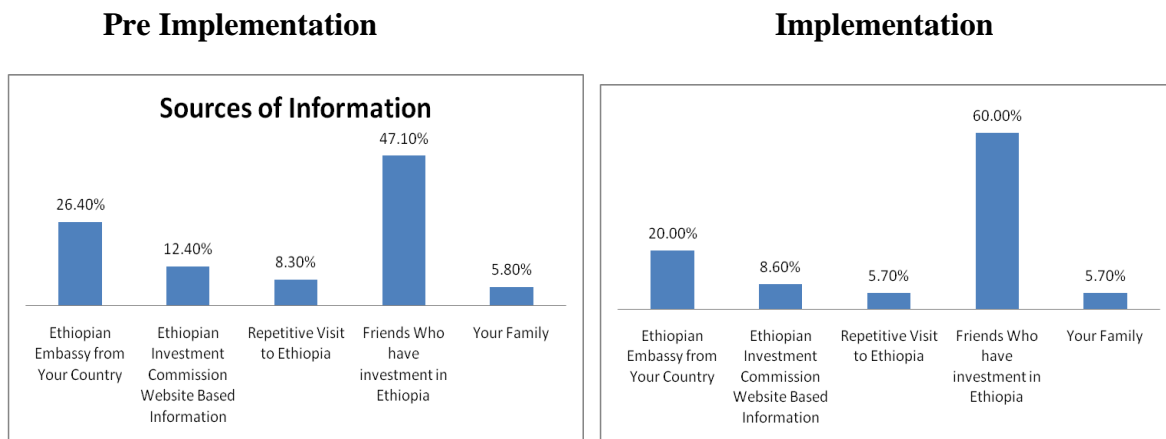 Pre Implementation
Sources of Information
26.40%
12.40%
8.30%
47.10%
5.80%
Ethiopian
Embassy from
Your Country
Ethiopian
Investment
Commission
Website Based
Information
Repetitive Visit
to Ethiopia
Friends Who
have
investment in
Ethiopia
Your Family
Implementation
20.00%
8.60%
5.70%
60.00%
5.70%
Ethiopian
Embassy from
Your Country
Ethiopian
Investment
Commission
Website Based
Information
Repetitive Visit
to Ethiopia
Friends Who
have
investment in
Ethiopia
Your Family